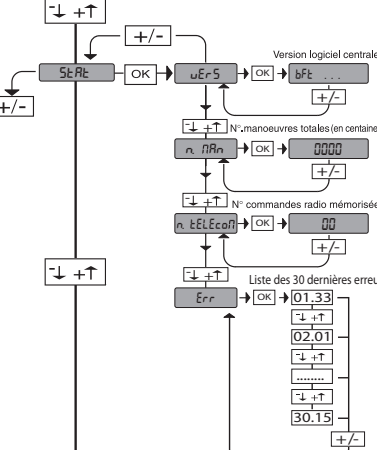 -↓ +↑
+/-
Version logiciel centrale
StAt
OK
vErS
OK
bFt ...
+/-
+/-
-↓ +↑
N°.manoeuvres totales (en centaine
n. MAn
OK
0000
+/-
-↓ +↑
N° commandes radio mémorisée
n. tELEcoM
OK
00
+/-
-↓ +↑
-↓ +↑
Liste des 30 dernières erreu
Err
OK
01.33
-↓ +↑
02.01
-↓ +↑
........
-↓ +↑
30.15
+/-